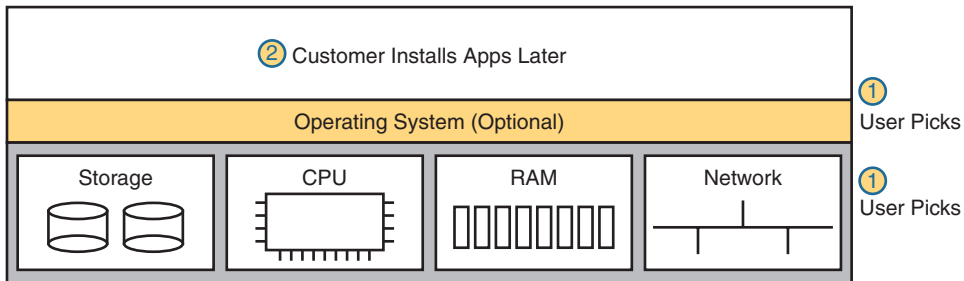 2 Customer Installs Apps Later
1
User Picks
Operating System (Optional)
Storage
CPU
RAM
Network
1
User Picks